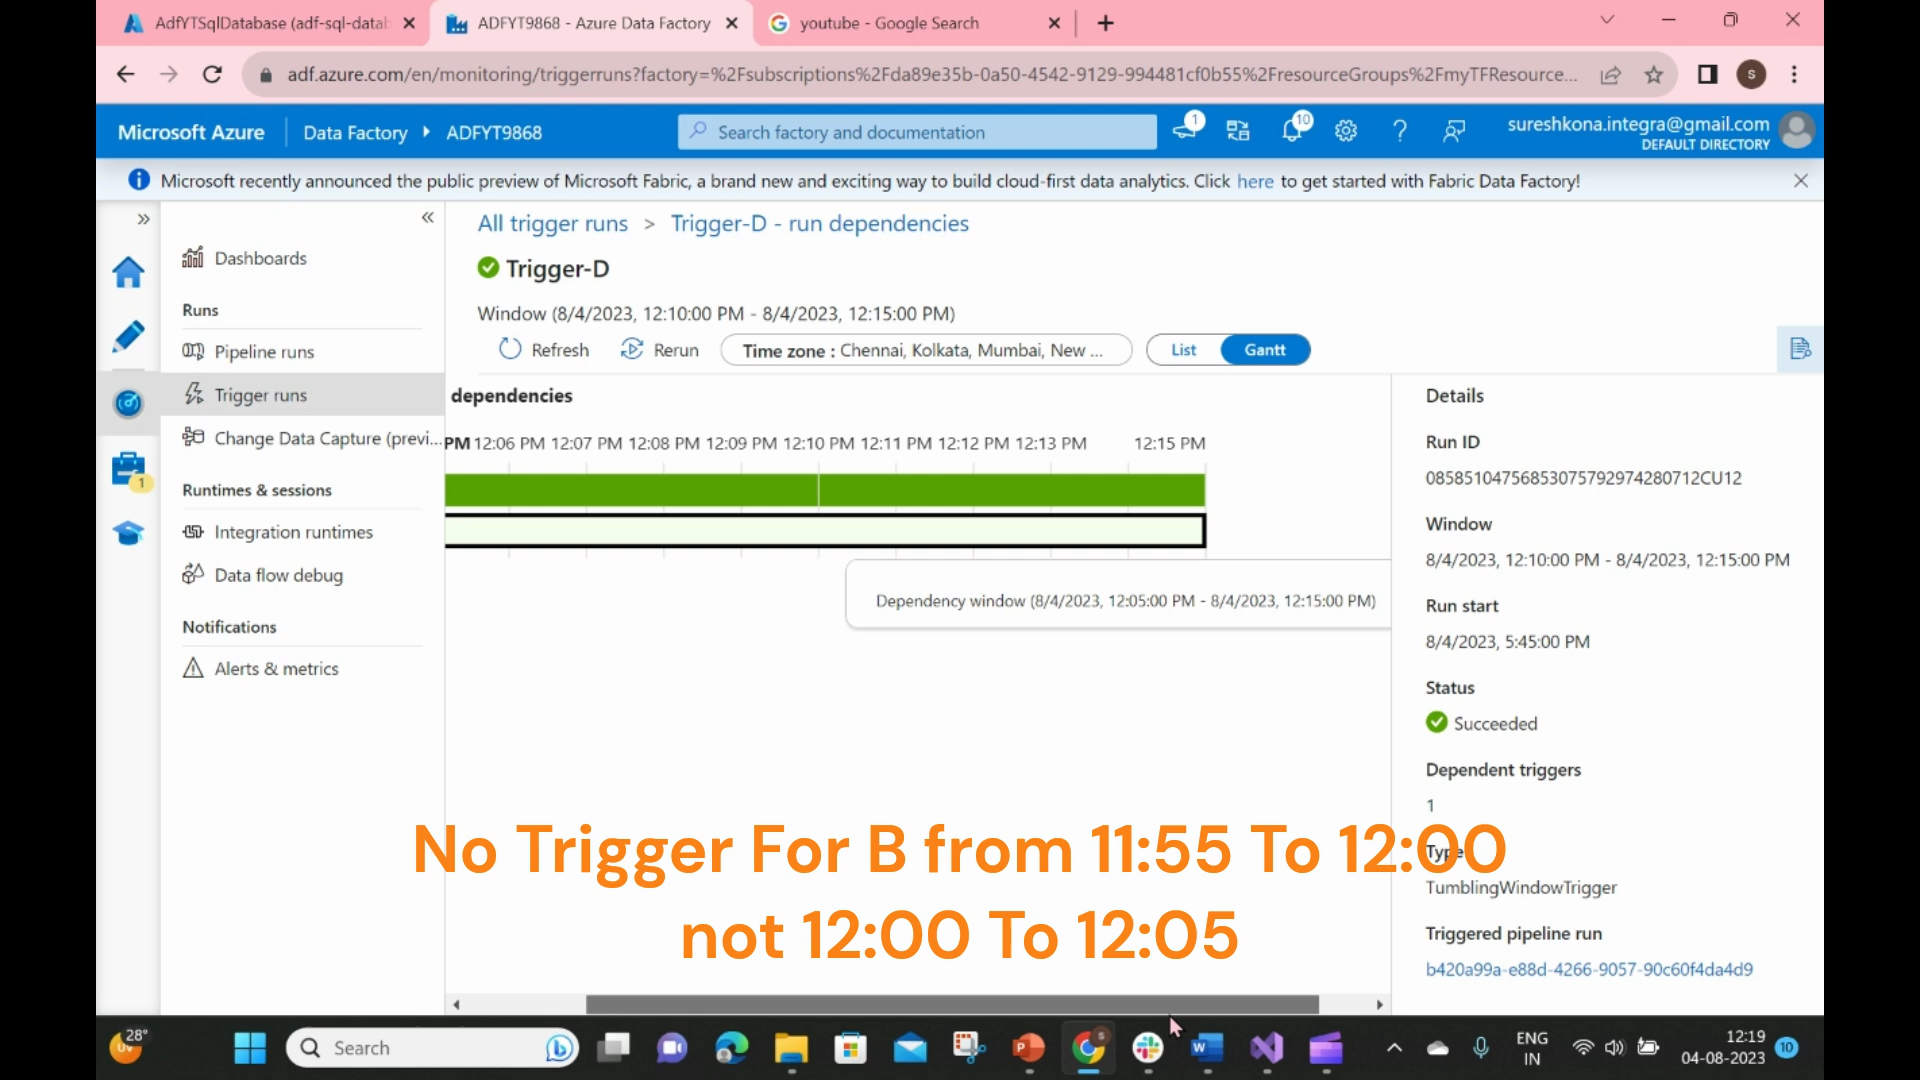 AdfYTSqlDatabase (adf-sql-datab
ADFYT9868 - Azure Data Factory
youtube - Google Search
adf.azure.com/en/monitoring/triggerruns?factory=%2Fsubscriptions%2Fda89e35b-0a50-4542-9129-994481cf0b55%2FresourceGroups%2FmyTFResource...
S
Microsoft Azure
Data Factory
ADFYT9868
Search factory and documentation
1
10
sureshkona.integra@gmail.com
DEFAULT DIRECTORY
Microsoft recently announced the public preview of Microsoft Fabric, a brand new and exciting way to build cloud-first data analytics. Click here to get started with Fabric Data Factory!
Dashboards
Runs
Pipeline runs
Trigger runs
Change Data Capture (previ...
Runtimes & sessions
Integration runtimes
Data flow debug
Notifications
Alerts & metrics
1
All trigger runs > Trigger-D - run dependencies
Trigger-D
Window (8/4/2023, 12:10:00 PM - 8/4/2023, 12:15:00 PM)
Refresh
Rerun
Time zone : Chennai, Kolkata, Mumbai, New ...
List
Gantt
dependencies
PM 12:06 PM 12:07 PM 12:08 PM 12:09 PM 12:10 PM 12:11 PM 12:12 PM 12:13 PM 12:15 PM
Dependency window (8/4/2023, 12:05:00 PM - 8/4/2023, 12:15:00 PM)
Details
Run ID
08585104756853075792974280712CU12
Window
8/4/2023, 12:10:00 PM - 8/4/2023, 12:15:00 PM
Run start
8/4/2023, 5:45:00 PM
Status
Succeeded
Dependent triggers
1
Type
TumblingWindowTrigger
Triggered pipeline run
b420a99a-e88d-4266-9057-90c60f4da4d9
No Trigger For B from 11:55 To 12:00
not 12:00 To 12:05
28°
UV
Search
ENG
IN
12:19
04-08-2023
10